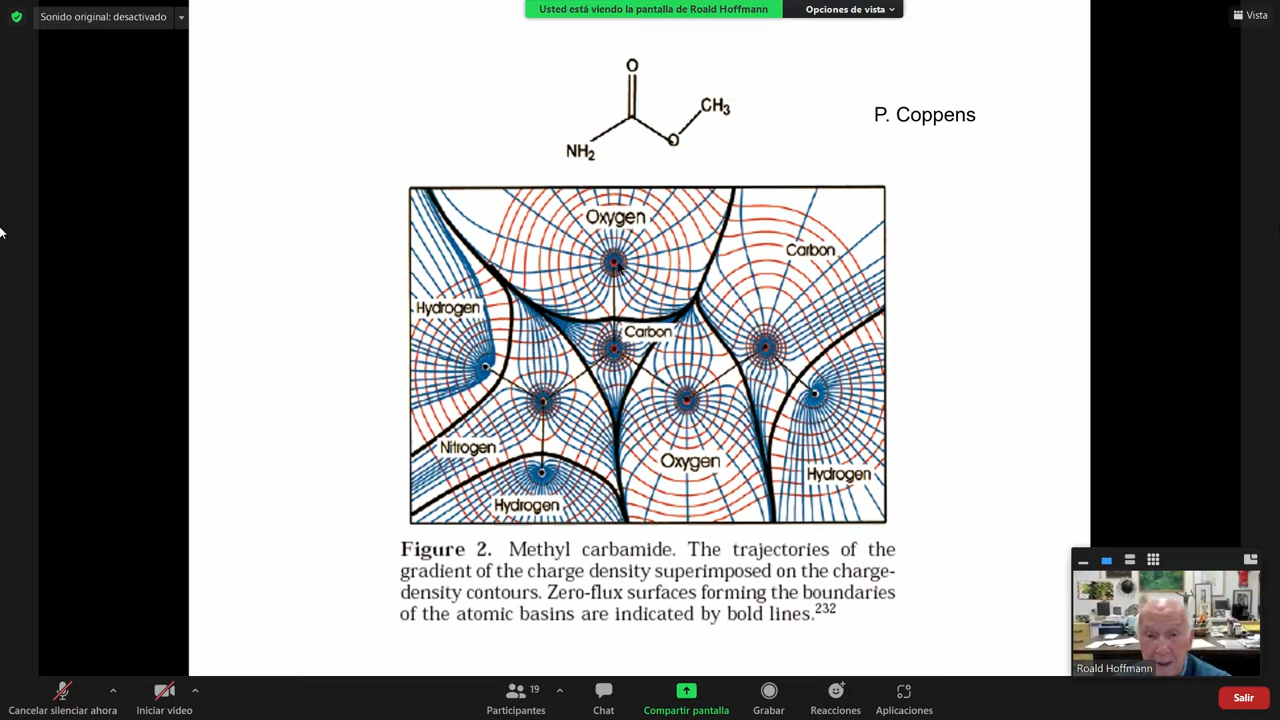 Sonido original: desactivado
Usted está viendo la pantalla de Roald Hoffmann
Opciones de vista
Vista
O
CH3
O
NH2
P. Coppens
Oxygen
Carbon
Hydrogen
Carbon
Nitrogen
Oxygen
Hydrogen
Hydrogen
Figure 2. Methyl carbamide. The trajectories of the
gradient of the charge density superimposed on the charge-
density contours. Zero-flux surfaces forming the boundaries
of the atomic basins are indicated by bold lines.232
Roald Hoffmann
Cancelar silenciar ahora
Iniciar video
Participantes
19
Chat
Compartir pantalla
Grabar
Reacciones
Aplicaciones
Salir